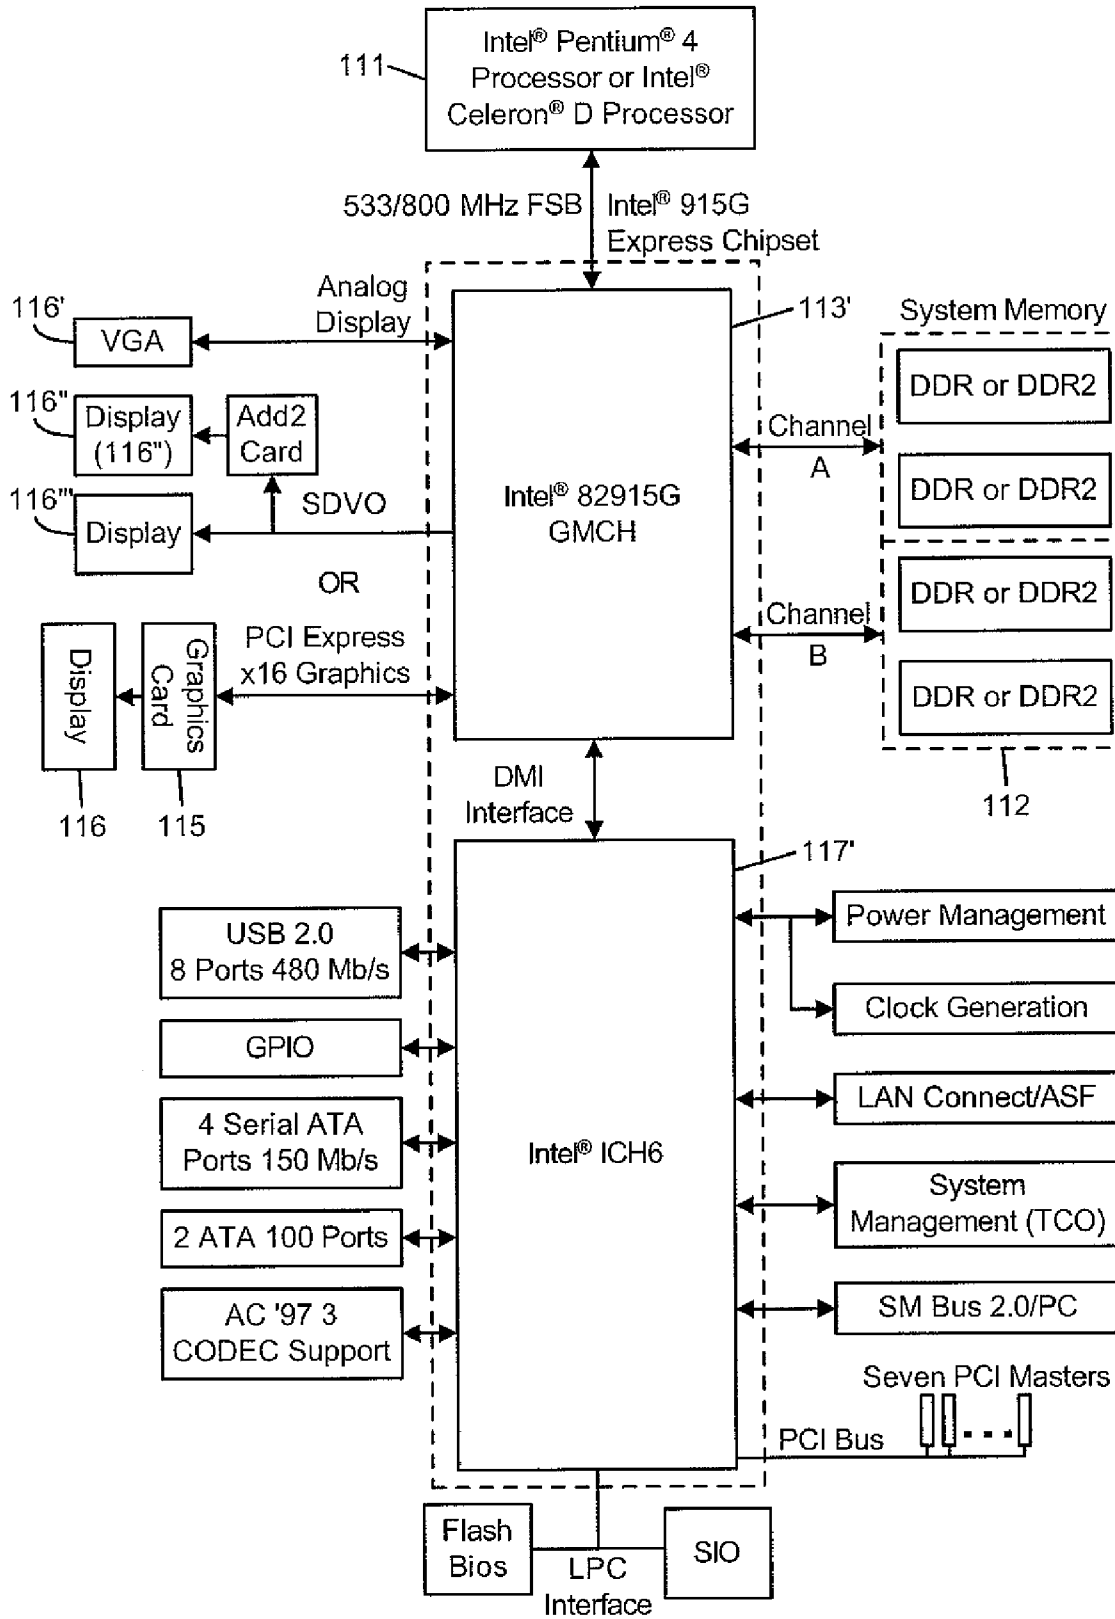 Intel® Pentium® 4
Processor or Intel®
Celeron® D Processor
111
533/800 MHz FSB
Intel® 915G
Express Chipset
Analog
Display
116'
VGA
113'
System Memory
DDR or DDR2
116"
Display
(116")
Add2
Card
Channel
A
DDR or DDR2
116'"
Display
SDVO
Intel® 82915G
GMCH
OR
DDR or DDR2
Channel
B
Display
Graphics
Card
PCI Express
x16 Graphics
DDR or DDR2
116
115
DMI
Interface
112
117'
USB 2.0
8 Ports 480 Mb/s
Power Management
Clock Generation
GPIO
LAN Connect/ASF
4 Serial ATA
Ports 150 Mb/s
Intel® ICH6
System
Management (TCO)
2 ATA 100 Ports
SM Bus 2.0/PC
AC '97 3
CODEC Support
Seven PCI Masters
PCI Bus
Flash
Bios
LPC
Interface
SIO